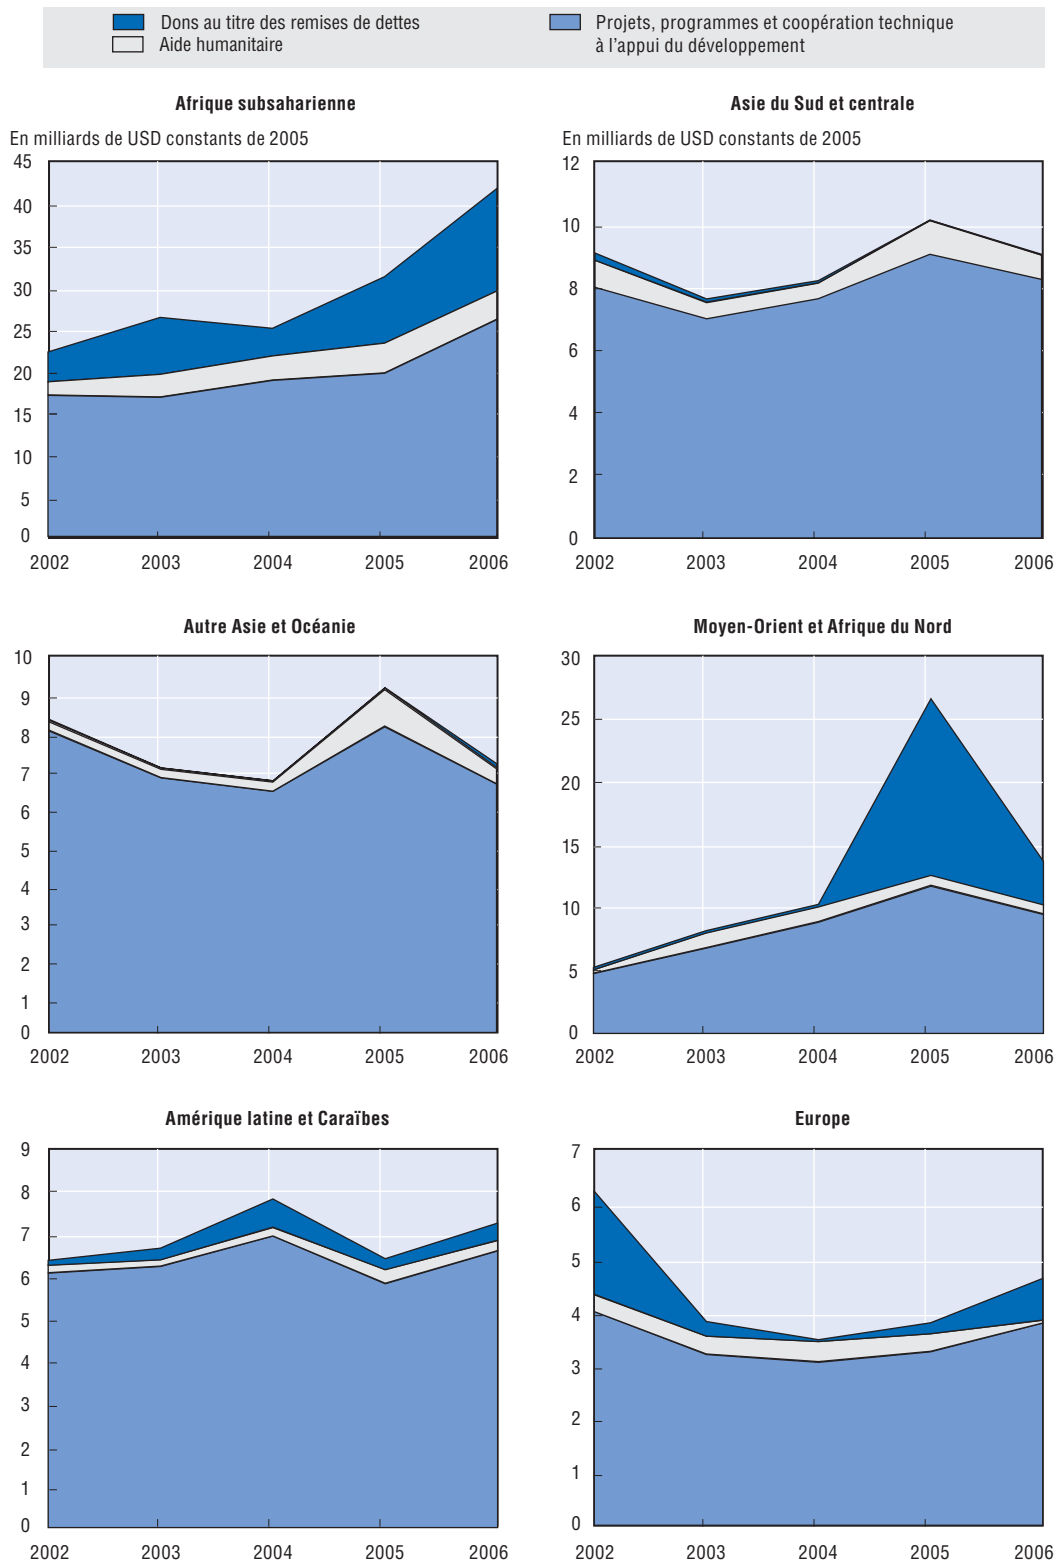 Dons au titre des remises de dettes
Aide humanitaire
Projets, programmes et coopération technique
à l'appui du développement
Afrique subsaharienne
En milliards de USD constants de 2005
45
40
35
30
25
20
15
10
5
0
2002 2003 2004 2005 2006
Asie du Sud et centrale
En milliards de USD constants de 2005
12
10
8
6
4
2
0
2002 2003 2004 2005 2006
Autre Asie et Océanie
10
9
8
7
6
5
4
3
2
1
0
2002 2003 2004 2005 2006
Moyen-Orient et Afrique du Nord
30
25
20
15
10
5
0
2002 2003 2004 2005 2006
Amérique latine et Caraïbes
9
8
7
6
5
4
3
2
1
0
2002 2003 2004 2005 2006
Europe
7
6
5
4
3
2
1
0
2002 2003 2004 2005 2006